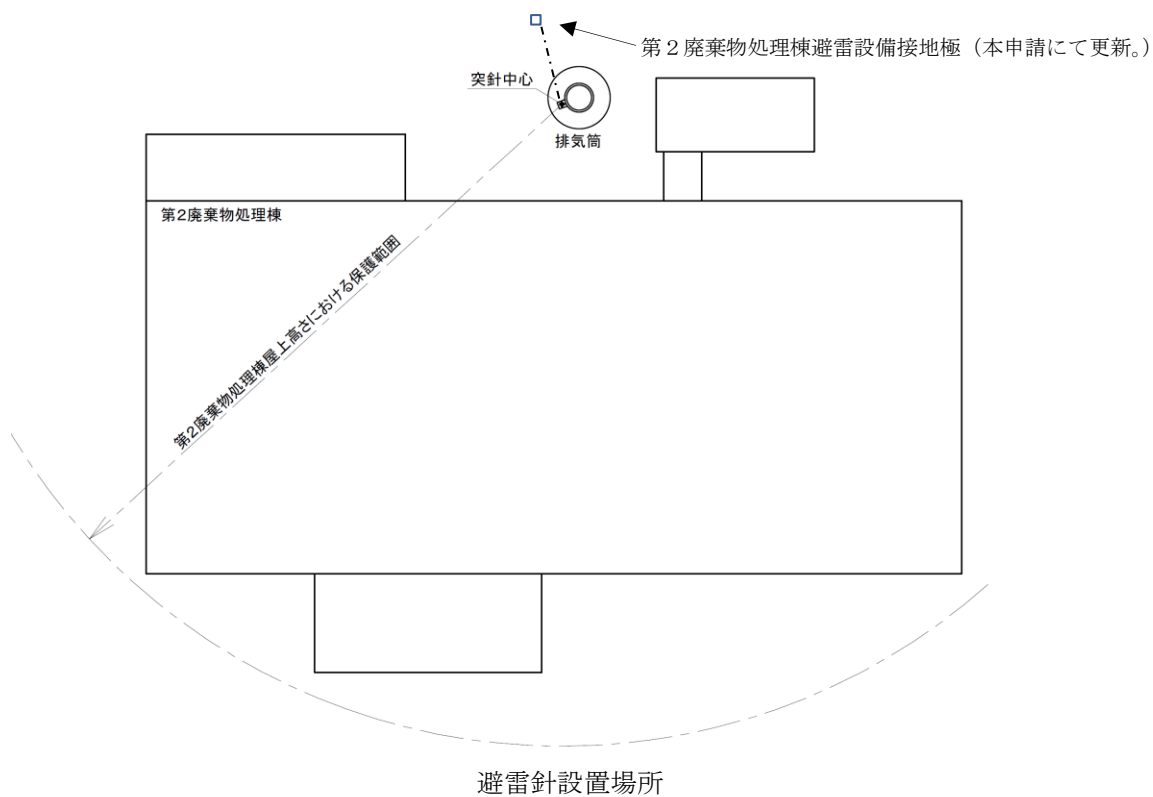 第２廃棄物処理棟避雷設備接地極（本申請にて更新。）
突針中心
排気筒
第2廃棄物処理棟
第2廃棄物処理棟屋上高さにおける保護範囲
避雷針設置場所